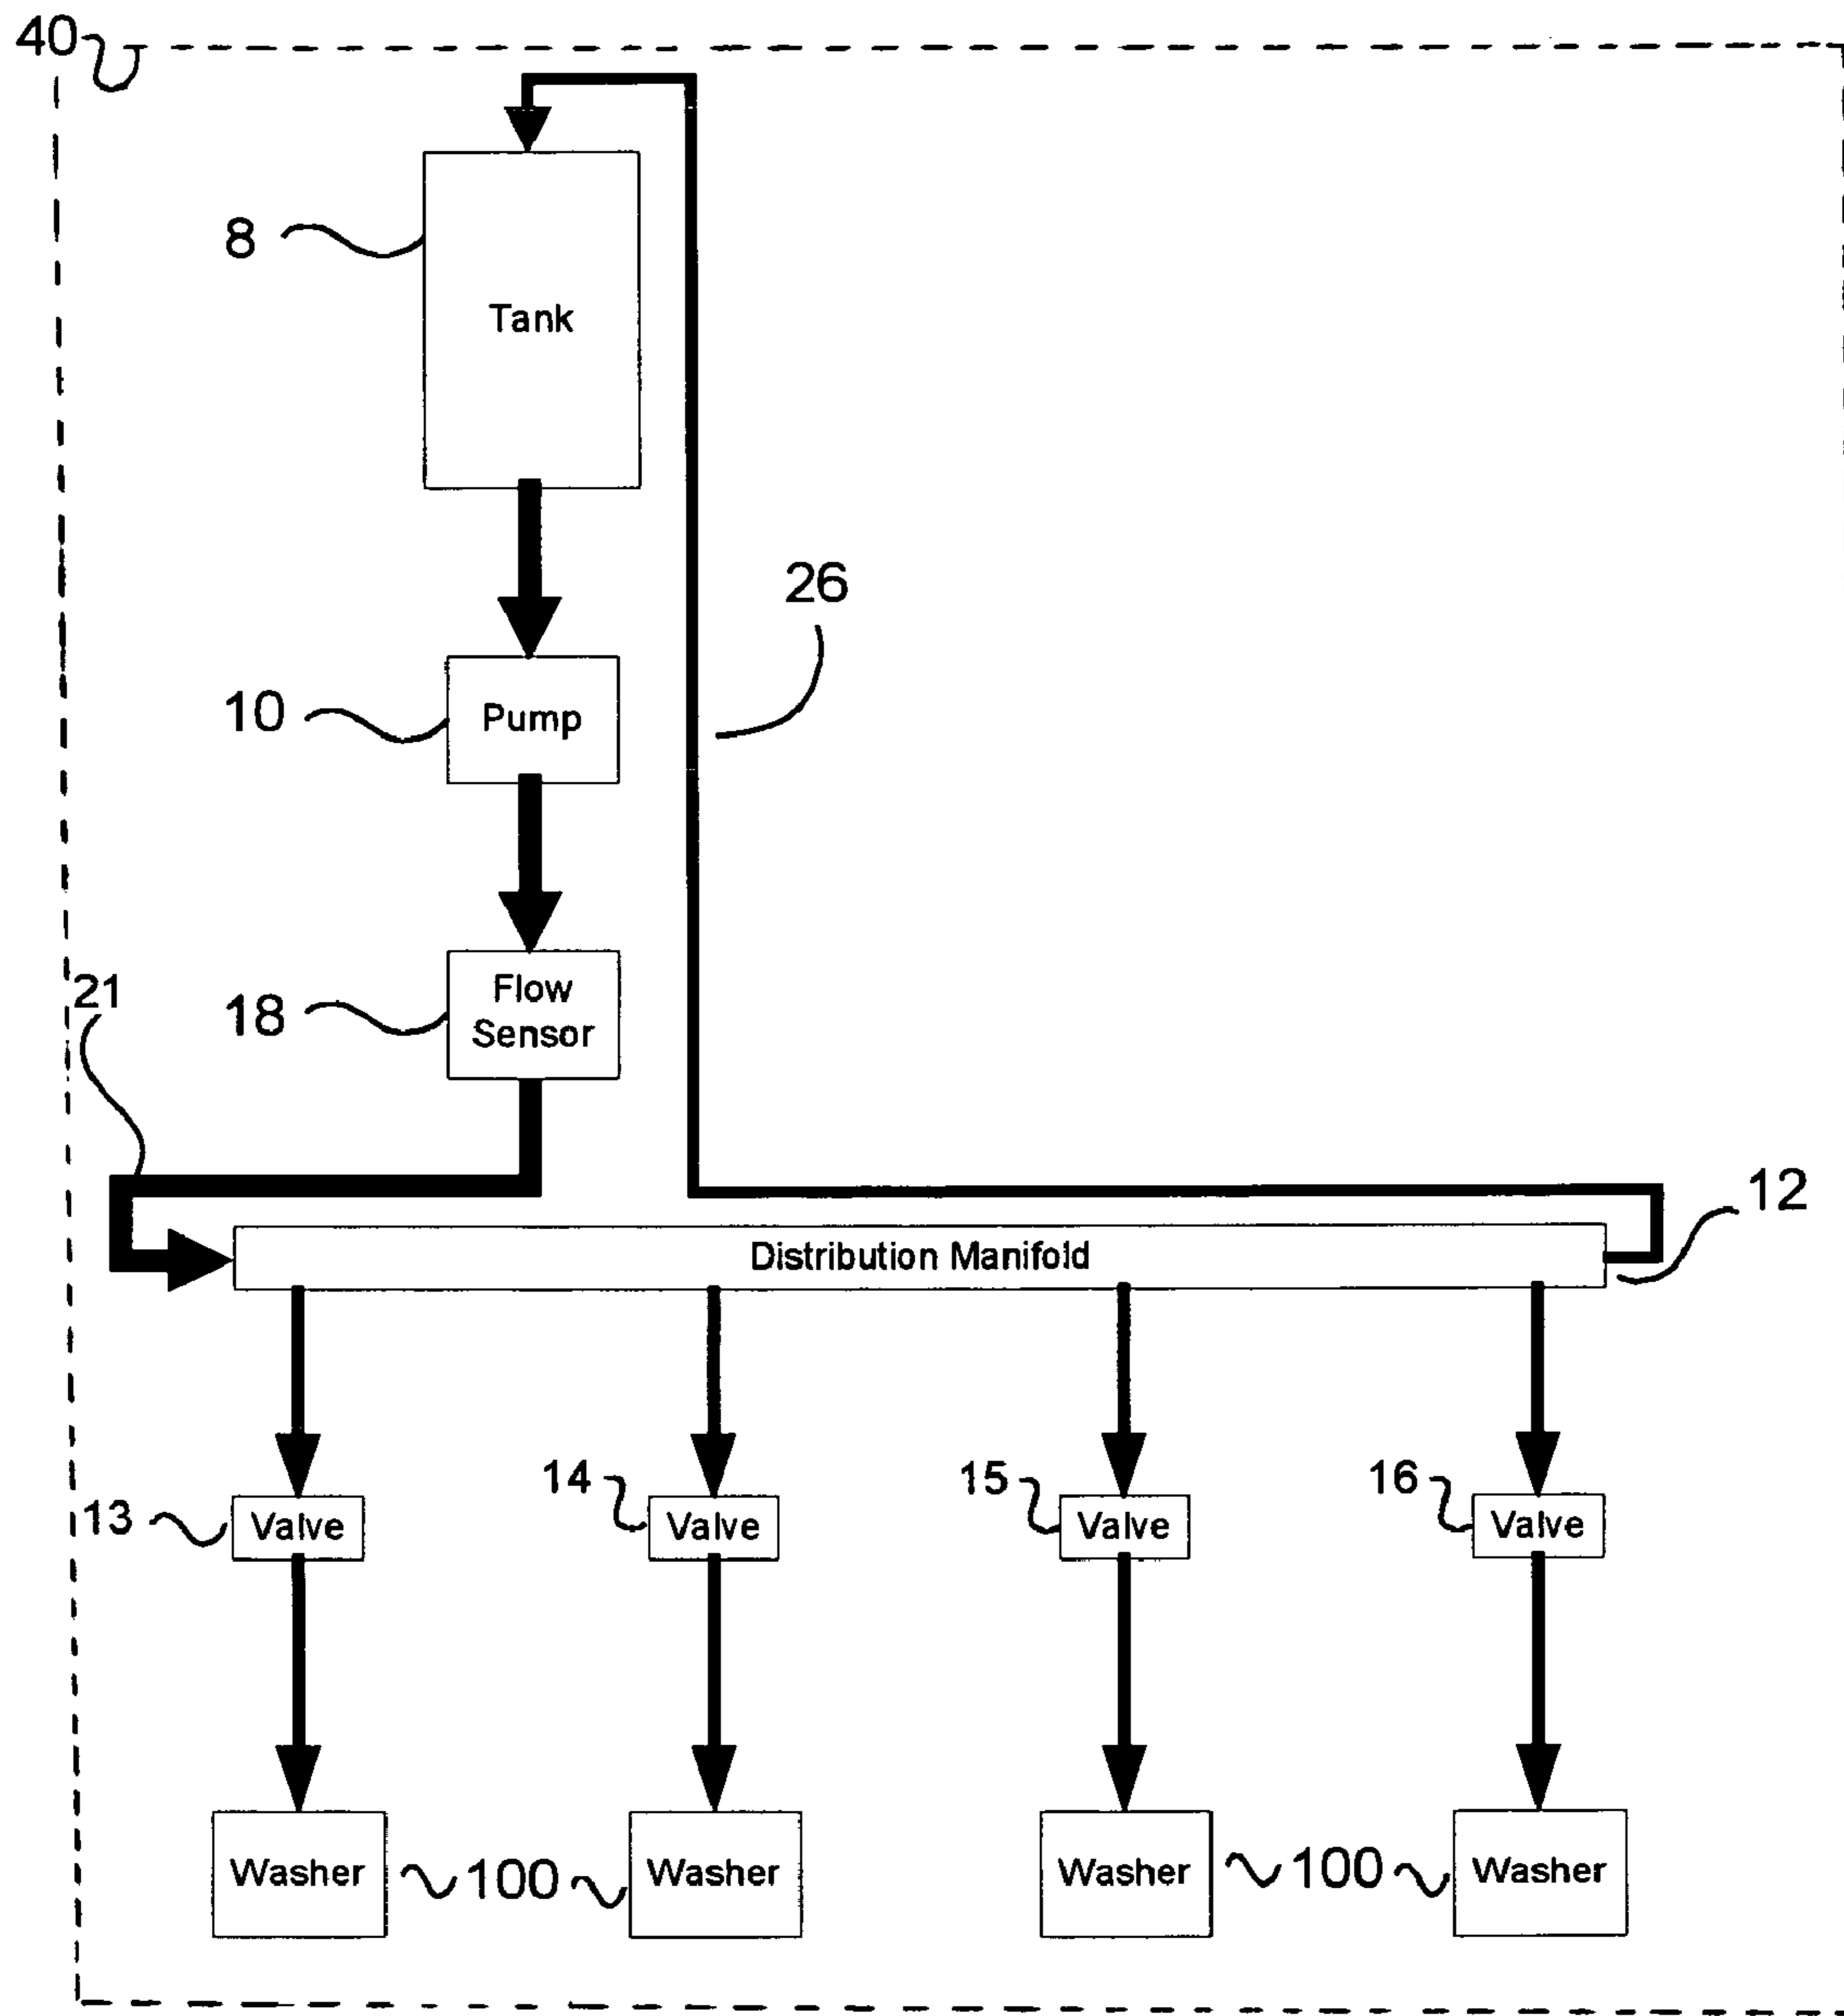 40
8
Tank
26
10
Pump
21
18
Flow
Sensor
12
Distribution Manifold
13
Valve
14
Valve
15
Valve
16
Valve
Washer
100
Washer
Washer
100
Washer